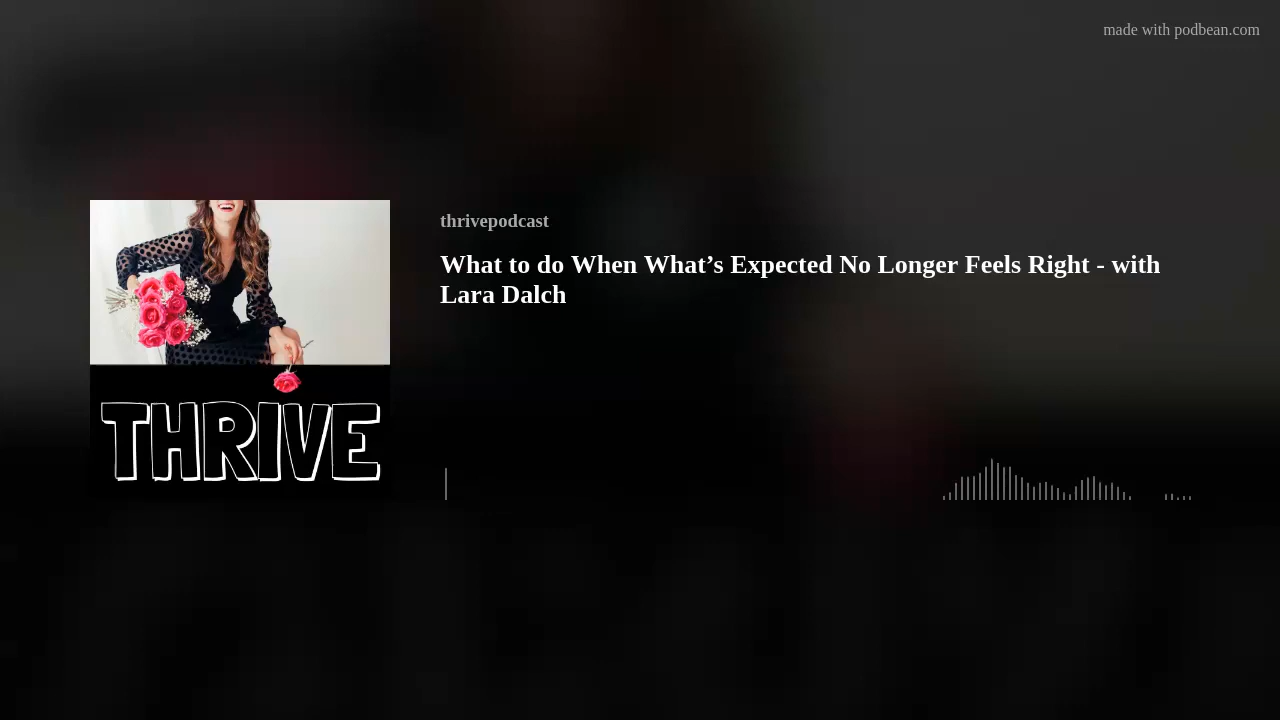 made with podbean.com
thrivepodcast
What to do When What’s Expected No Longer Feels Right - with
Lara Dalch
THRIVE